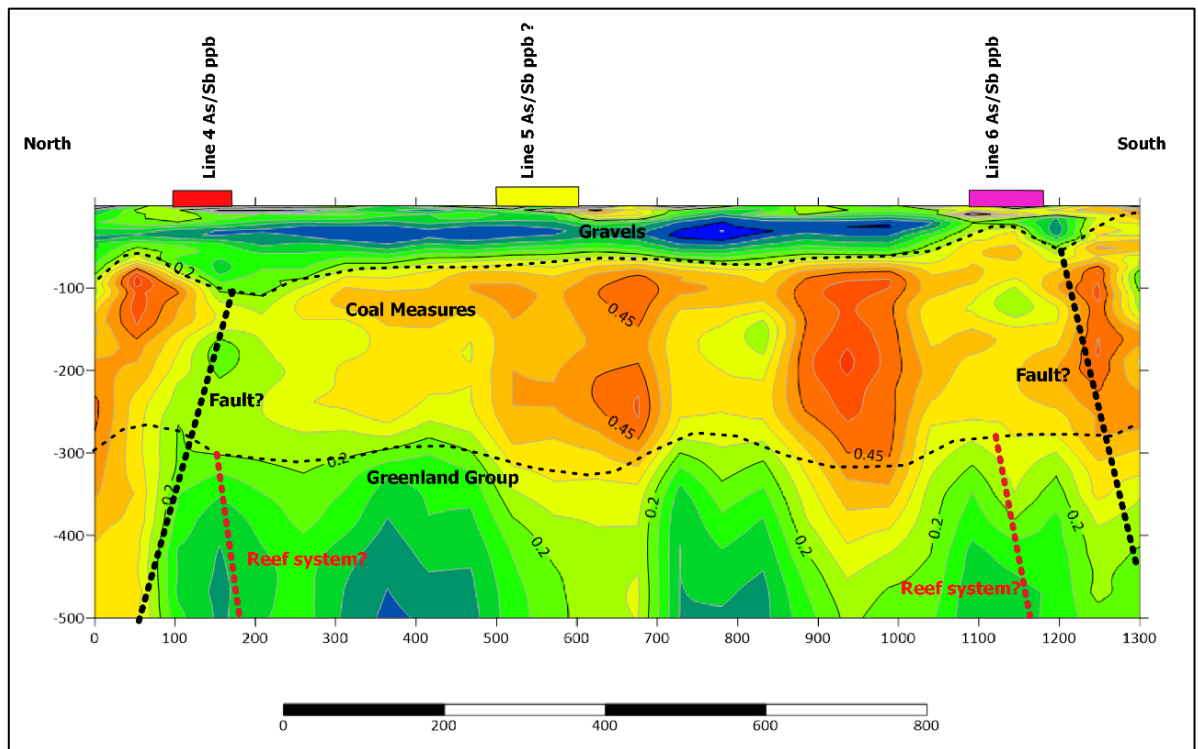 Line 4 As/Sb ppb
Line 5 As/Sb ppb ?
Line 6 As/Sb ppb
North
South
Gravels
0.2
-100
Coal Measures
0.45
-200
Fault?
Fault?
0.45
0.45
-300
0.2
Greenland Group
0.2
0.2
0.2
0.2
0.2
-400
Reef system?
Reef system?
-500
0
100
200
300
400
500
600
700
800
900
1000
1100
1200
1300
0
200
400
600
800